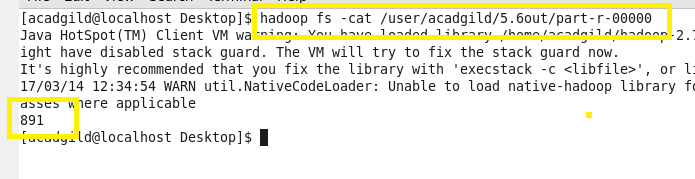 [acadgild@localhost Desktop]$ hadoop fs -cat /user/acadgild/5.6out/part-r-00000
Java HotSpot(TM) Client VM warning: You have loaded library /home/acadgild/hadoop-2.7
ight have disabled stack guard. The VM will try to fix the stack guard now.
It's highly recommended that you fix the library with 'execstack -c <libfile>', or li
17/03/14 12:34:54 WARN util.NativeCodeLoader: Unable to load native-hadoop library fo
asses where applicable
891
[acadgild@localhost Desktop]$